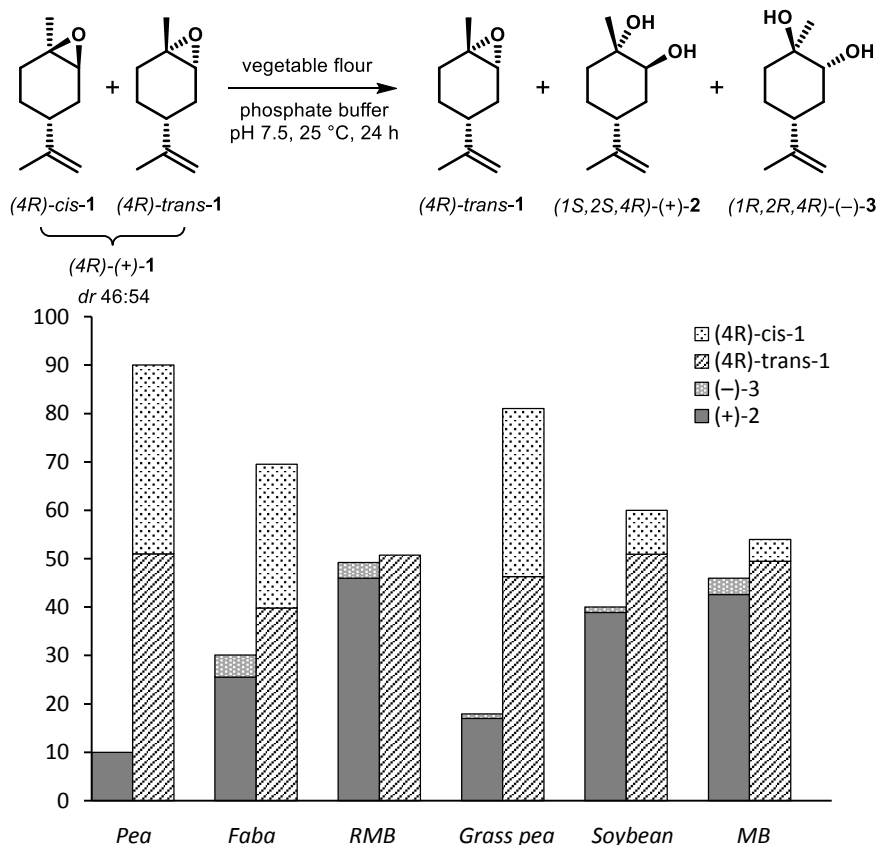 O
O
OH
OH
HO
OH
+
vegetable flour
phosphate buffer
pH 7.5, 25 °C, 24 h
+
+
(4R)-cis-1 (4R)-trans-1
(4R)-trans-1
(1S,2S,4R)-(+)-2
(1R,2R,4R)-(–)-3
(4R)-(+)-1
dr 46:54
100
90
80
70
60
50
40
30
20
10
0
(4R)-cis-1
(4R)-trans-1
(–)-3
(+)-2
Pea Faba RMB Grass pea Soybean MB